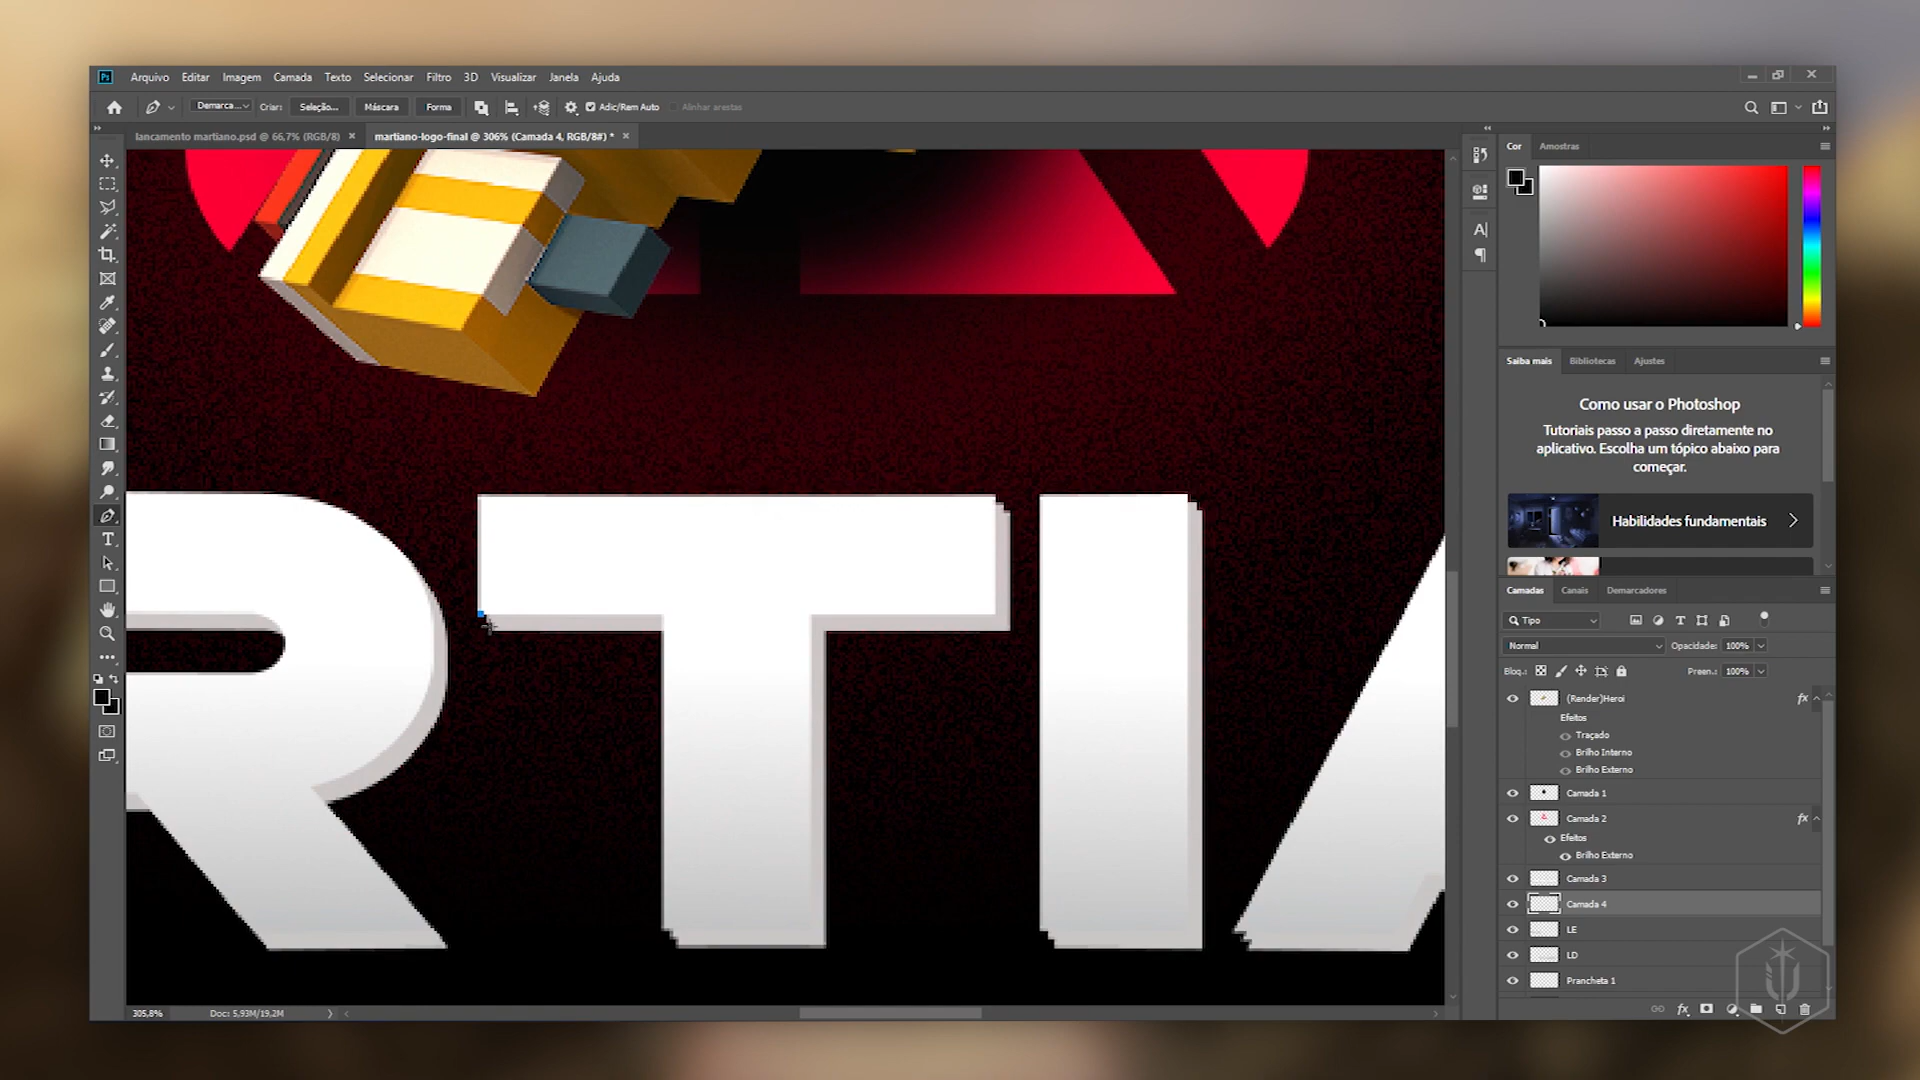 Ps Arquivo Editar Imagem Camada Texto Selecionar Filtro 3D Visualizar Janela Ajuda
Demarca... Criar: Seleção... Máscara Forma Adic/Rem Auto Alinhar arestas
lancamento martiano.psd @ 66,7% (RGB/8) × martiano-logo-final @ 306% (Camada 4, RGB/8#) * ×
Cor Amostras
RTIA
Saiba mais Bibliotecas Ajustes
Como usar o Photoshop
Tutoriais passo a passo diretamente no
aplicativo. Escolha um tópico abaixo para
começar.
Habilidades fundamentais
Camadas Canais Demarcadores
Tipo
Normal Opacidade: 100%
Bloq.: Preen.: 100%
(Render)Heroi fx
Efeitos
Traçado
Brilho Interno
Brilho Externo
Camada 1
Camada 2 fx
Efeitos
Brilho Externo
Camada 3
Camada 4
LE
LD
Prancheta 1
305,8% Doc: 5,93M/19,2M